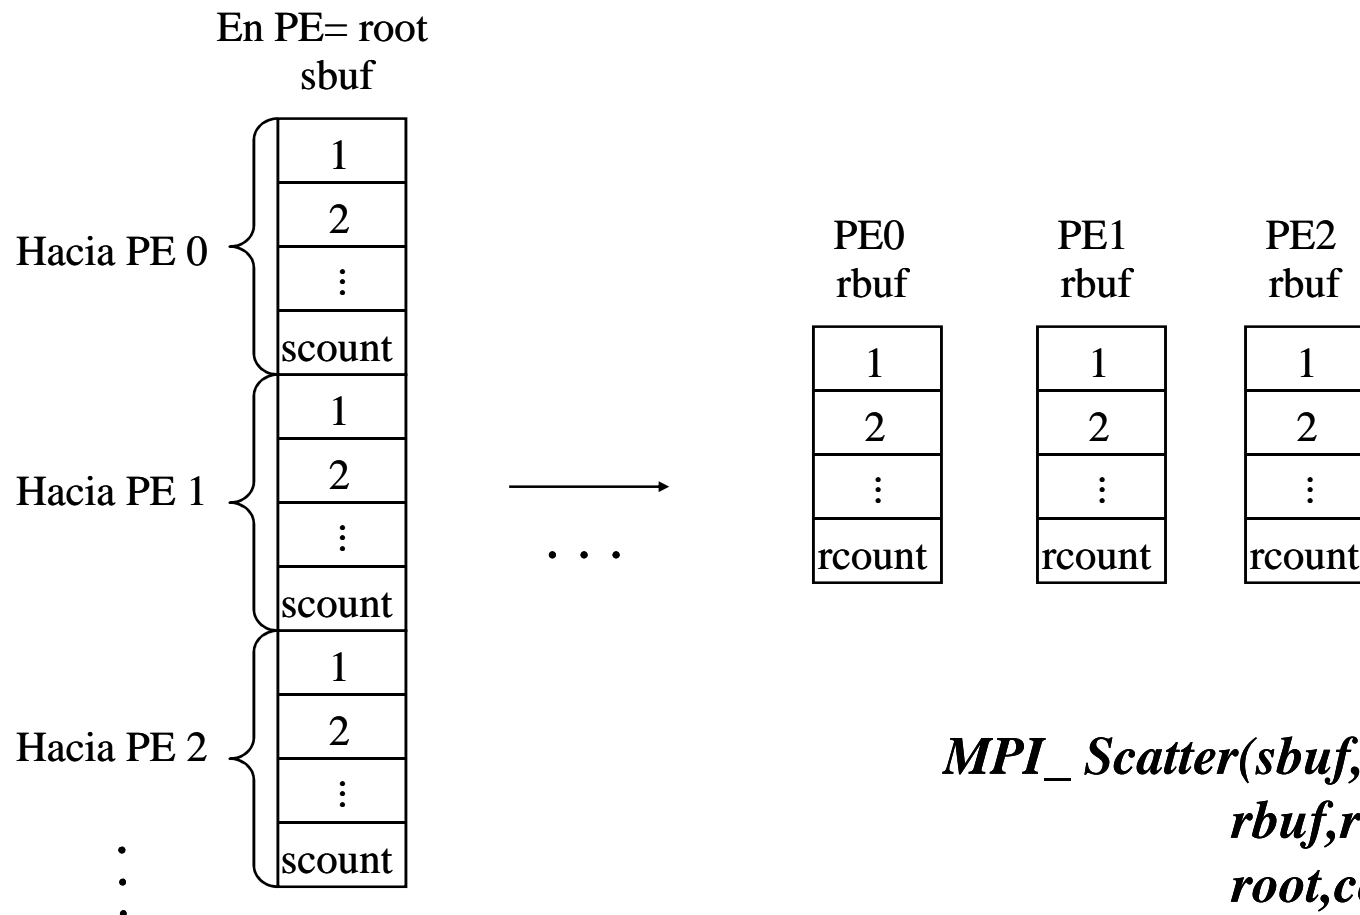 En PE= root
sbuf
Hacia PE 0
1
2
⋮
scount
Hacia PE 1
1
2
⋮
scount
Hacia PE 2
1
2
⋮
scount
. . .
PE0
rbuf
1
2
⋮
rcount
PE1
rbuf
1
2
⋮
rcount
PE2
rbuf
1
2
⋮
rcount
MPI_ Scatter(sbuf,
rbuf,r
root,c